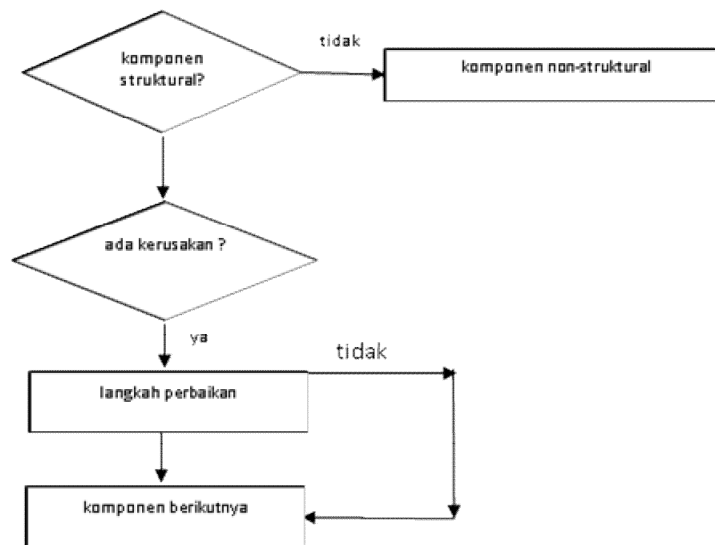 komponen
struktural?
tidak
komponen non-struktural
ada kerusakan ?
ya
tidak
langkah perbaikan
komponen berikutnya